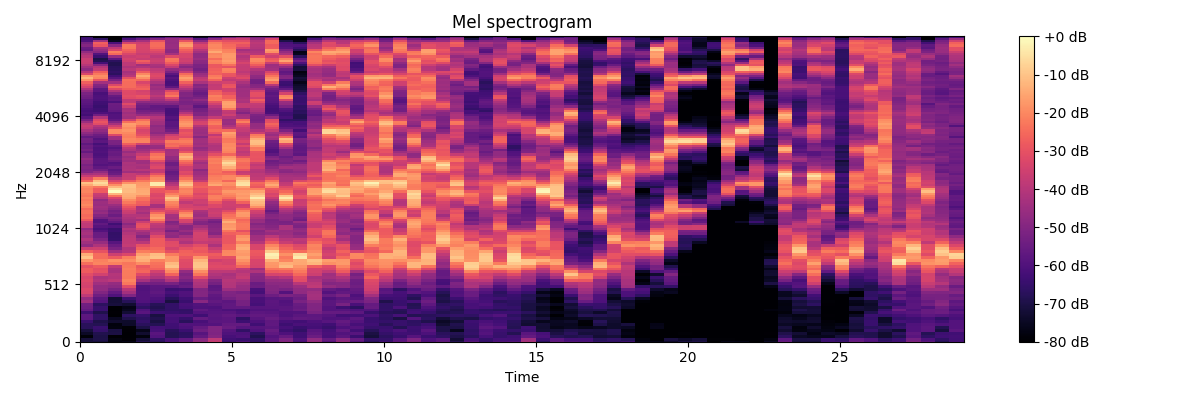 Mel spectrogram
Hz
8192
4096
2048
1024
512
0
0 5 10 15 20 25
Time
+0 dB
-10 dB
-20 dB
-30 dB
-40 dB
-50 dB
-60 dB
-70 dB
-80 dB